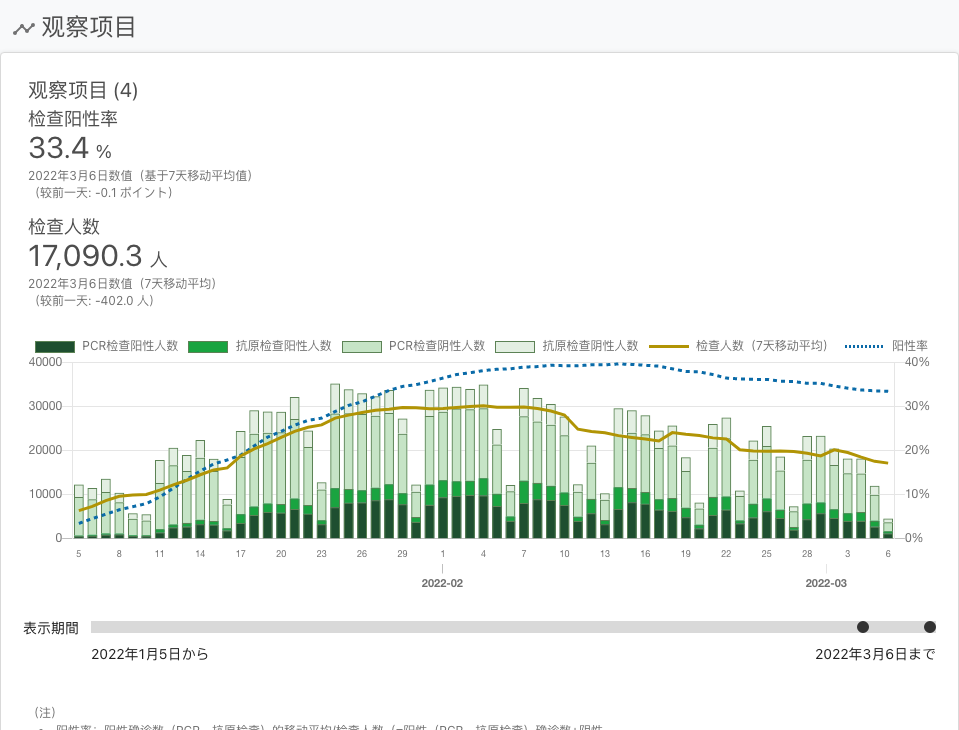 观察项目
观察项目 (4)
检查阳性率
33.4 %
2022年3月6日数值（基于7天移动平均值）
（较前一天: -0.1 ポイント）
检查人数
17,090.3 人
2022年3月6日数值（7天移动平均）
（较前一天: -402.0 人）
PCR检查阳性人数 抗原检查阳性人数 PCR检查阴性人数 抗原检查阴性人数 检查人数（7天移动平均） 阳性率
40000 40%
30000 30%
20000 20%
10000 10%
0 0%
5 8 11 14 17 20 23 26 29 1 4 7 10 13 16 19 22 25 28 3 6
2022-02 2022-03
表示期間
2022年1月5日から 2022年3月6日まで
（注）